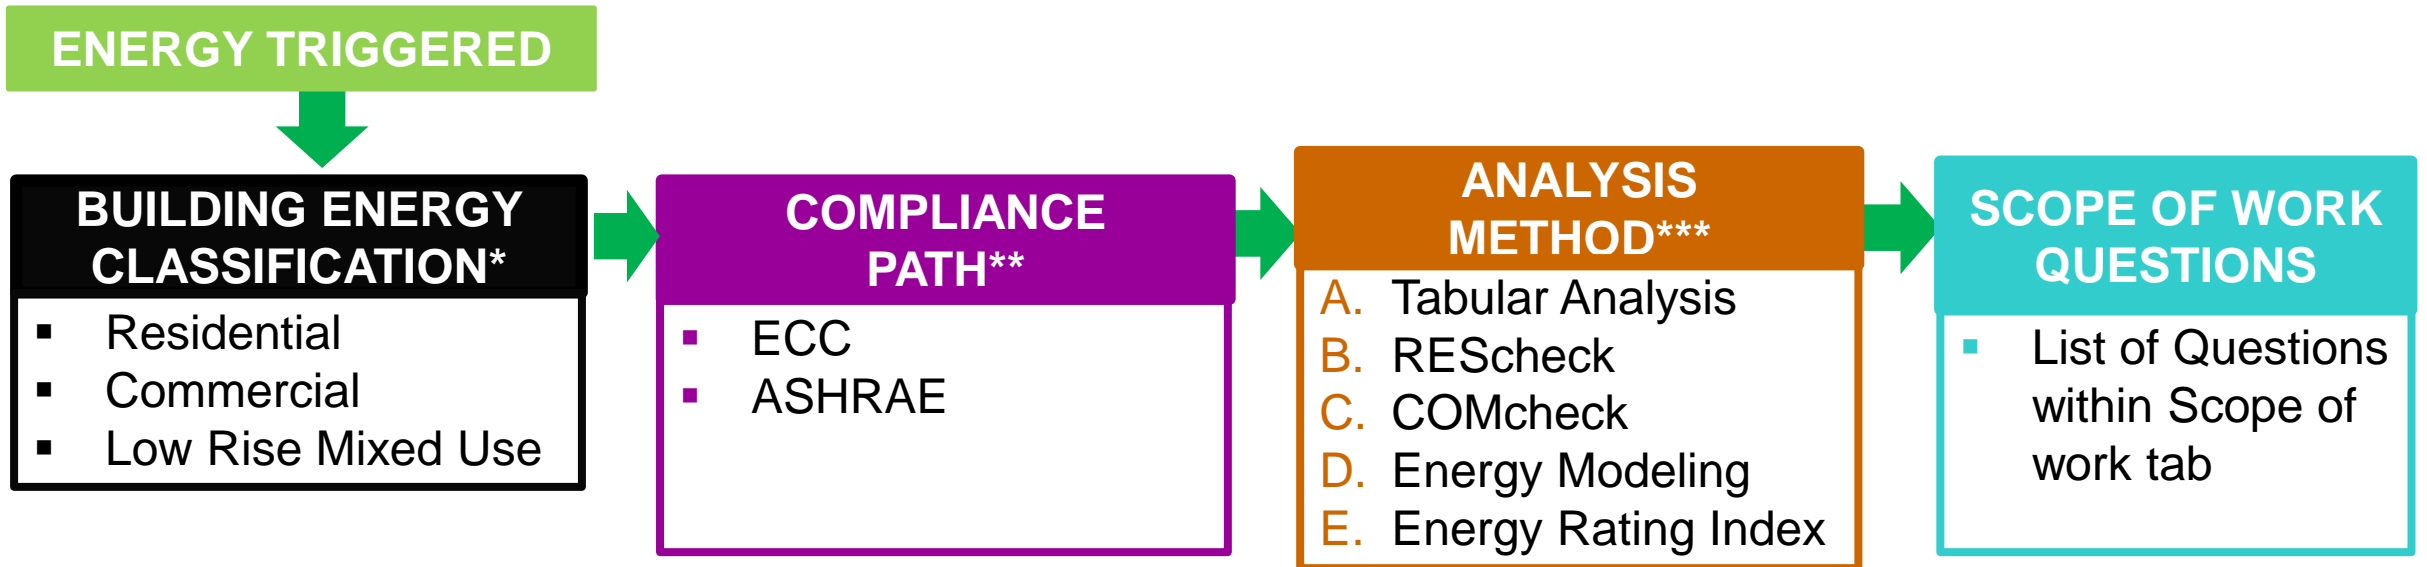 ENERGY TRIGGERED
BUILDING ENERGY
CLASSIFICATION*
▪ Residential
▪ Commercial
▪ Low Rise Mixed Use
COMPLIANCE
PATH**
▪ ECC
▪ ASHRAE
ANALYSIS
METHOD***
A. Tabular Analysis
B. REScheck
C. COMcheck
D. Energy Modeling
E. Energy Rating Index
SCOPE OF WORK
QUESTIONS
▪ List of Questions
within Scope of
work tab